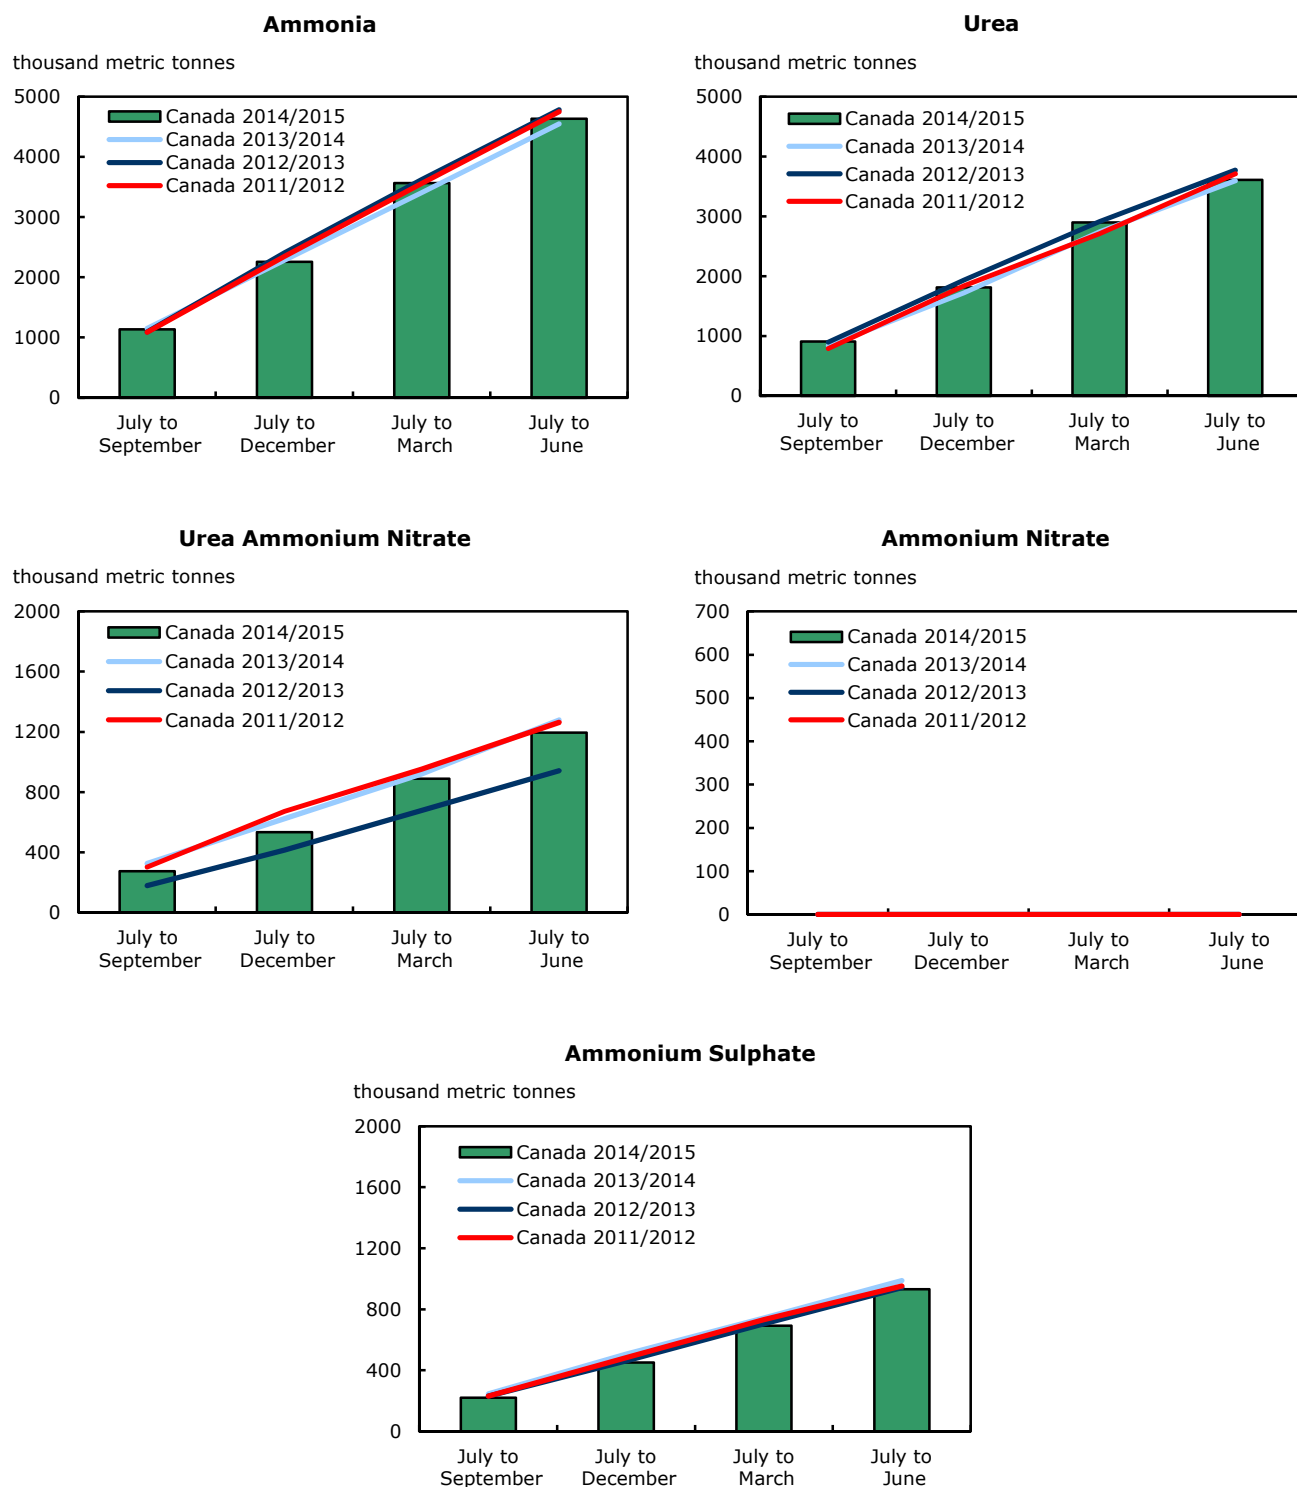 Ammonia
thousand metric tonnes
5000
4000
3000
2000
1000
0
Canada 2014/2015
Canada 2013/2014
Canada 2012/2013
Canada 2011/2012
July to September
July to December
July to March
July to June
Urea
thousand metric tonnes
5000
4000
3000
2000
1000
0
Canada 2014/2015
Canada 2013/2014
Canada 2012/2013
Canada 2011/2012
July to September
July to December
July to March
July to June
Urea Ammonium Nitrate
thousand metric tonnes
2000
1600
1200
800
400
0
Canada 2014/2015
Canada 2013/2014
Canada 2012/2013
Canada 2011/2012
July to September
July to December
July to March
July to June
Ammonium Nitrate
thousand metric tonnes
700
600
500
400
300
200
100
0
Canada 2014/2015
Canada 2013/2014
Canada 2012/2013
Canada 2011/2012
July to September
July to December
July to March
July to June
Ammonium Sulphate
thousand metric tonnes
2000
1600
1200
800
400
0
Canada 2014/2015
Canada 2013/2014
Canada 2012/2013
Canada 2011/2012
July to September
July to December
July to March
July to June